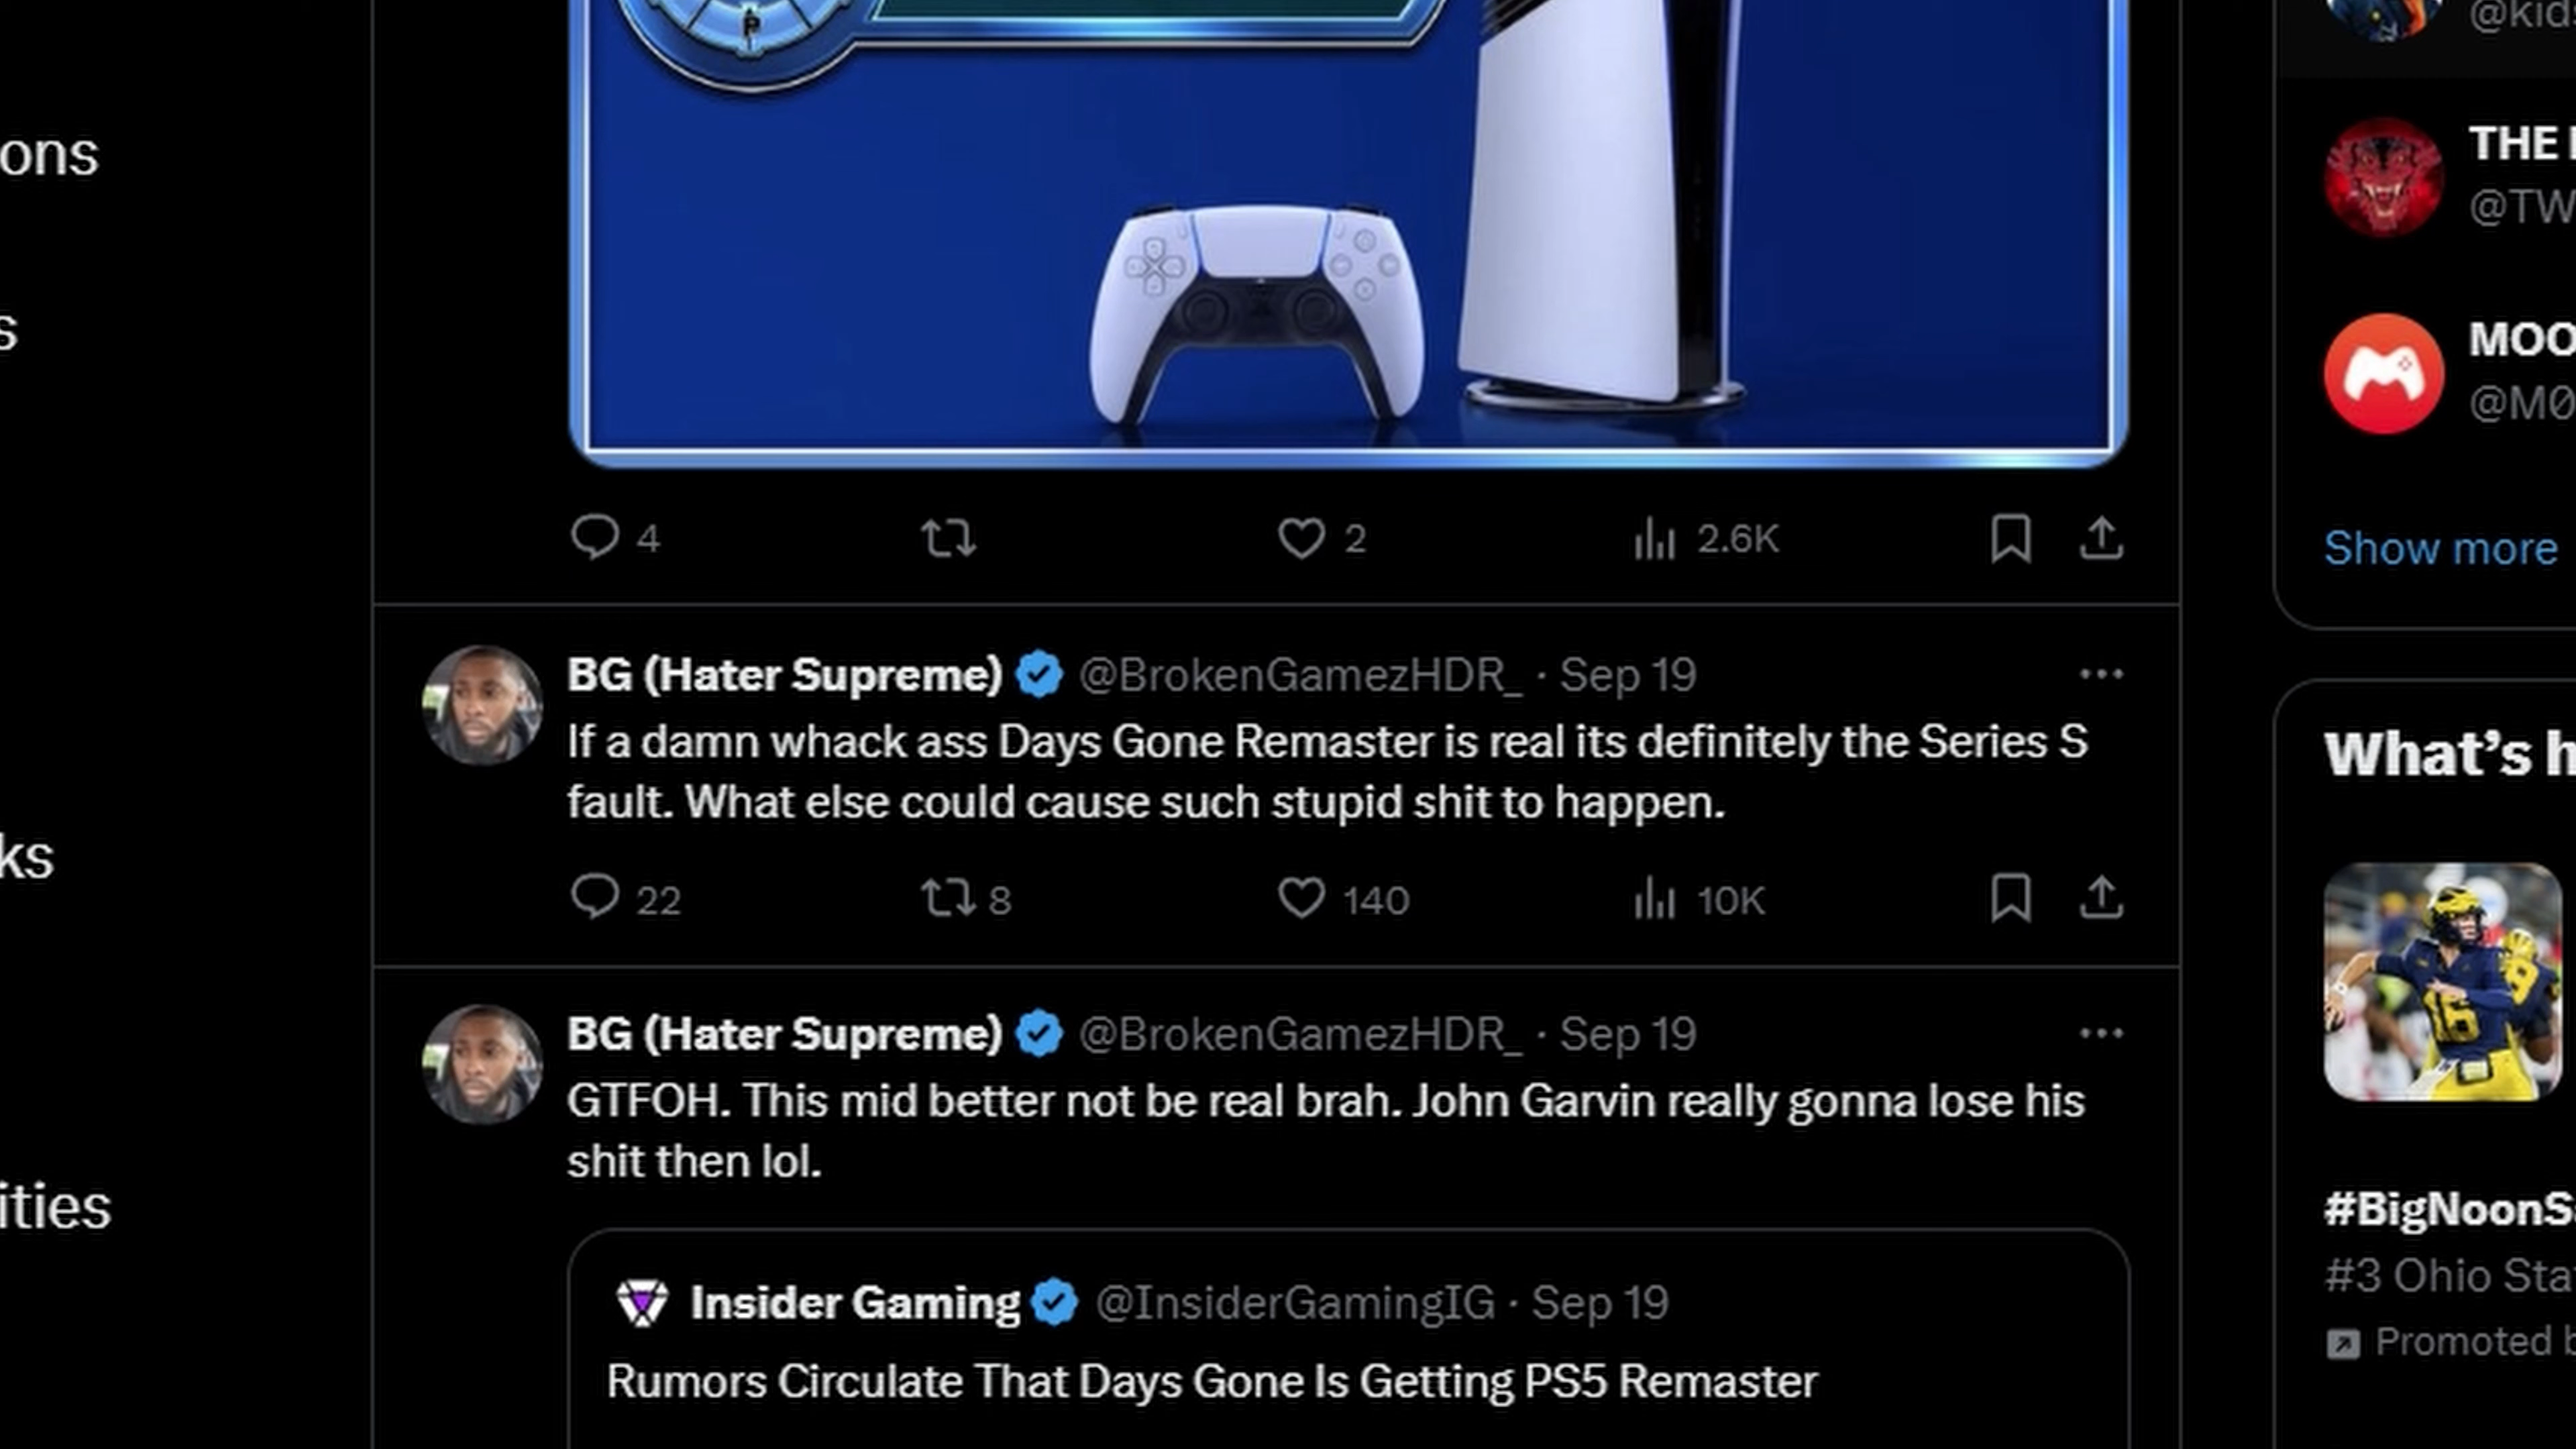 ons
s
ks
ities
P
4
2
2.6K
BG (Hater Supreme) @BrokenGamezHDR_ · Sep 19
If a damn whack ass Days Gone Remaster is real its definitely the Series S
fault. What else could cause such stupid shit to happen.
22
8
140
10K
BG (Hater Supreme) @BrokenGamezHDR_ · Sep 19
GTFOH. This mid better not be real brah. John Garvin really gonna lose his
shit then lol.
Insider Gaming @InsiderGamingIG · Sep 19
Rumors Circulate That Days Gone Is Getting PS5 Remaster
@kids
THE
@TW
MOO
@M0
Show more
What's h
16
#BigNoonS
#3 Ohio Sta
Promoted b